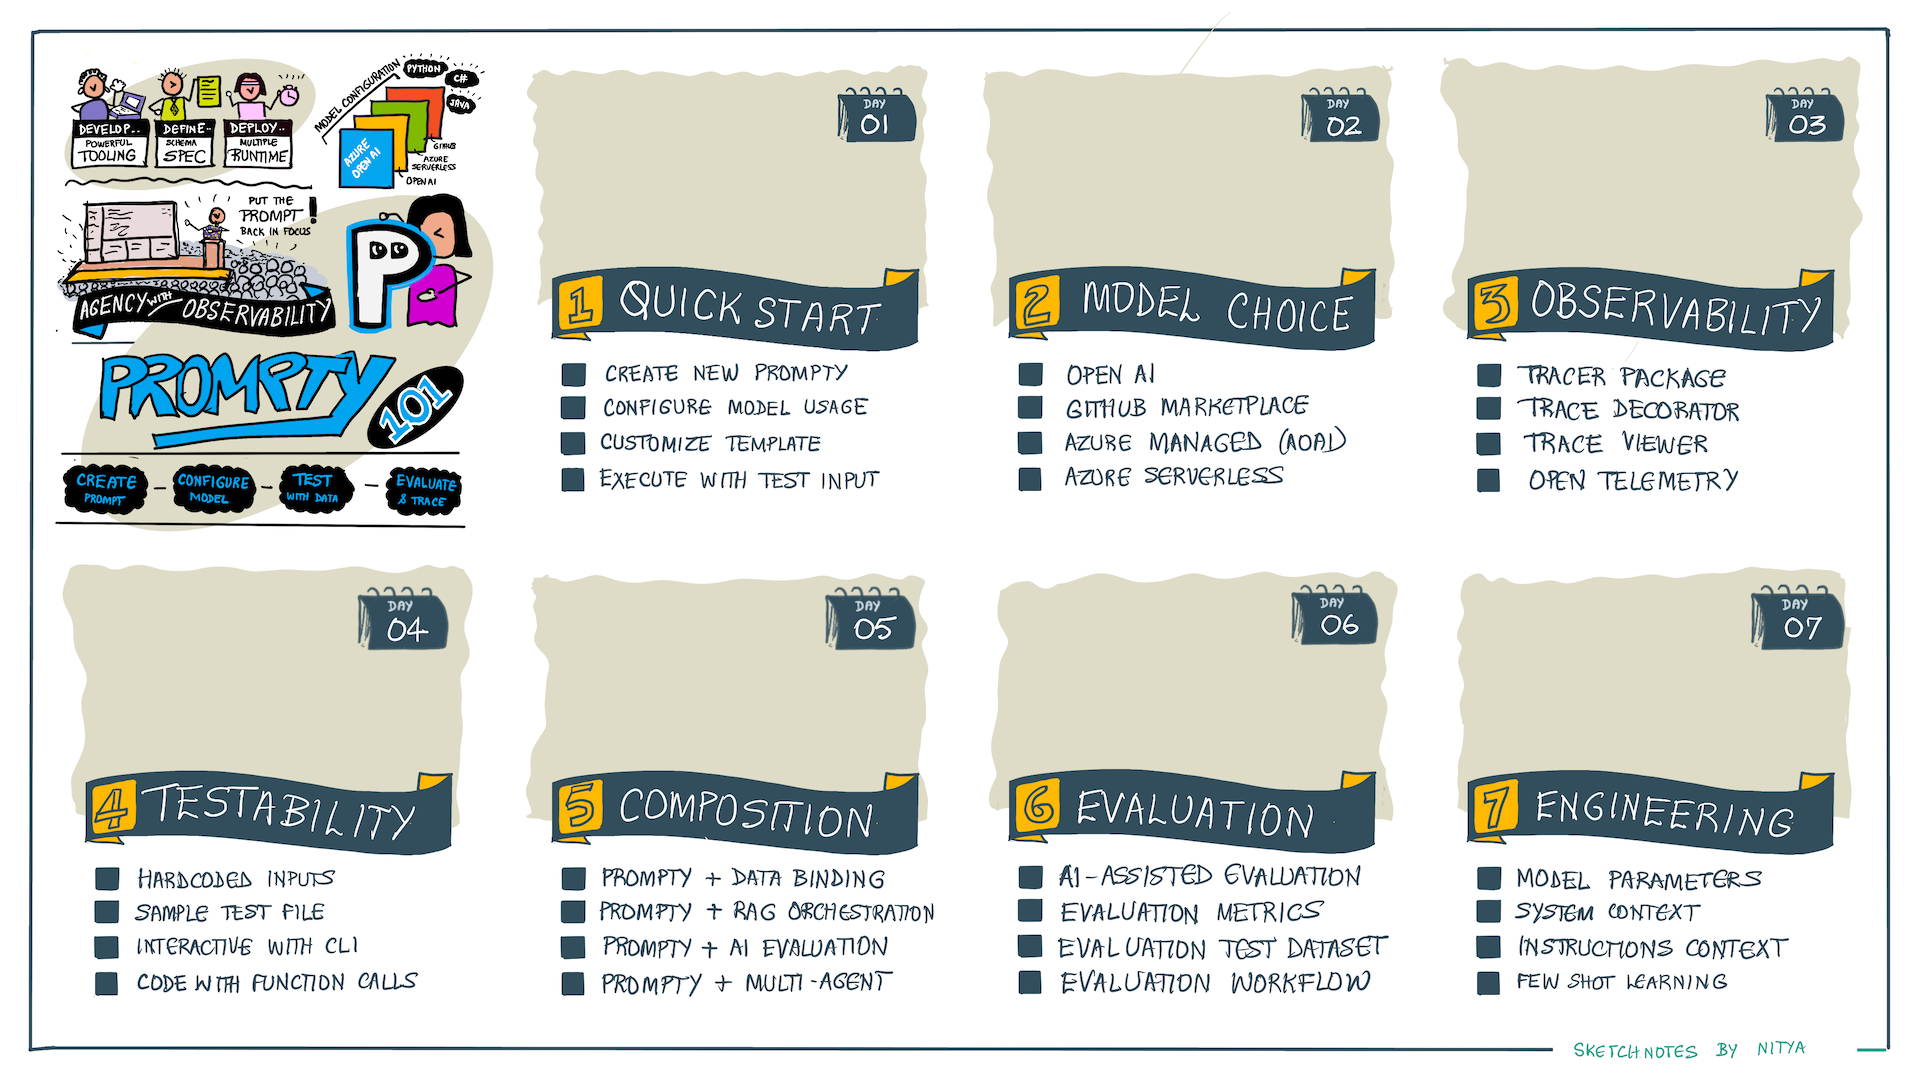 DEVELOP..
POWERFUL
TOOLING
DEFINE..
SCHEMA
SPEC
DEPLOY..
MULTIPLE
RUNTIME
MODEL CONFIGURATION
PYTHON
C#
JAVA
GITHUB
AZURE
SERVERLESS
OPENAI
AZURE
OPEN AI
PUT THE
PROMPT!
BACK IN FOCUS
AGENCY WITH OBSERVABILITY
P
PROMPTY
101
CREATE
PROMPT
CONFIGURE
MODEL
TEST
WITH DATA
EVALUATE
& TRACE
DAY
01
1 QUICK START
CREATE NEW PROMPTY
CONFIGURE MODEL USAGE
CUSTOMIZE TEMPLATE
EXECUTE WITH TEST INPUT
DAY
02
2 MODEL CHOICE
OPEN AI
GITHUB MARKETPLACE
AZURE MANAGED (AOAI)
AZURE SERVERLESS
DAY
03
3 OBSERVABILITY
TRACER PACKAGE
TRACE DECORATOR
TRACE VIEWER
OPEN TELEMETRY
DAY
04
4 TESTABILITY
HARDCODED INPUTS
SAMPLE TEST FILE
INTERACTIVE WITH CLI
CODE WITH FUNCTION CALLS
DAY
05
5 COMPOSITION
PROMPTY + DATA BINDING
PROMPTY + RAG ORCHESTRATION
PROMPTY + AI EVALUATION
PROMPTY + MULTI-AGENT
DAY
06
6 EVALUATION
AI-ASSISTED EVALUATION
EVALUATION METRICS
EVALUATION TEST DATASET
EVALUATION WORKFLOW
DAY
07
7 ENGINEERING
MODEL PARAMETERS
SYSTEM CONTEXT
INSTRUCTIONS CONTEXT
FEW SHOT LEARNING
SKETCHNOTES BY NITYA